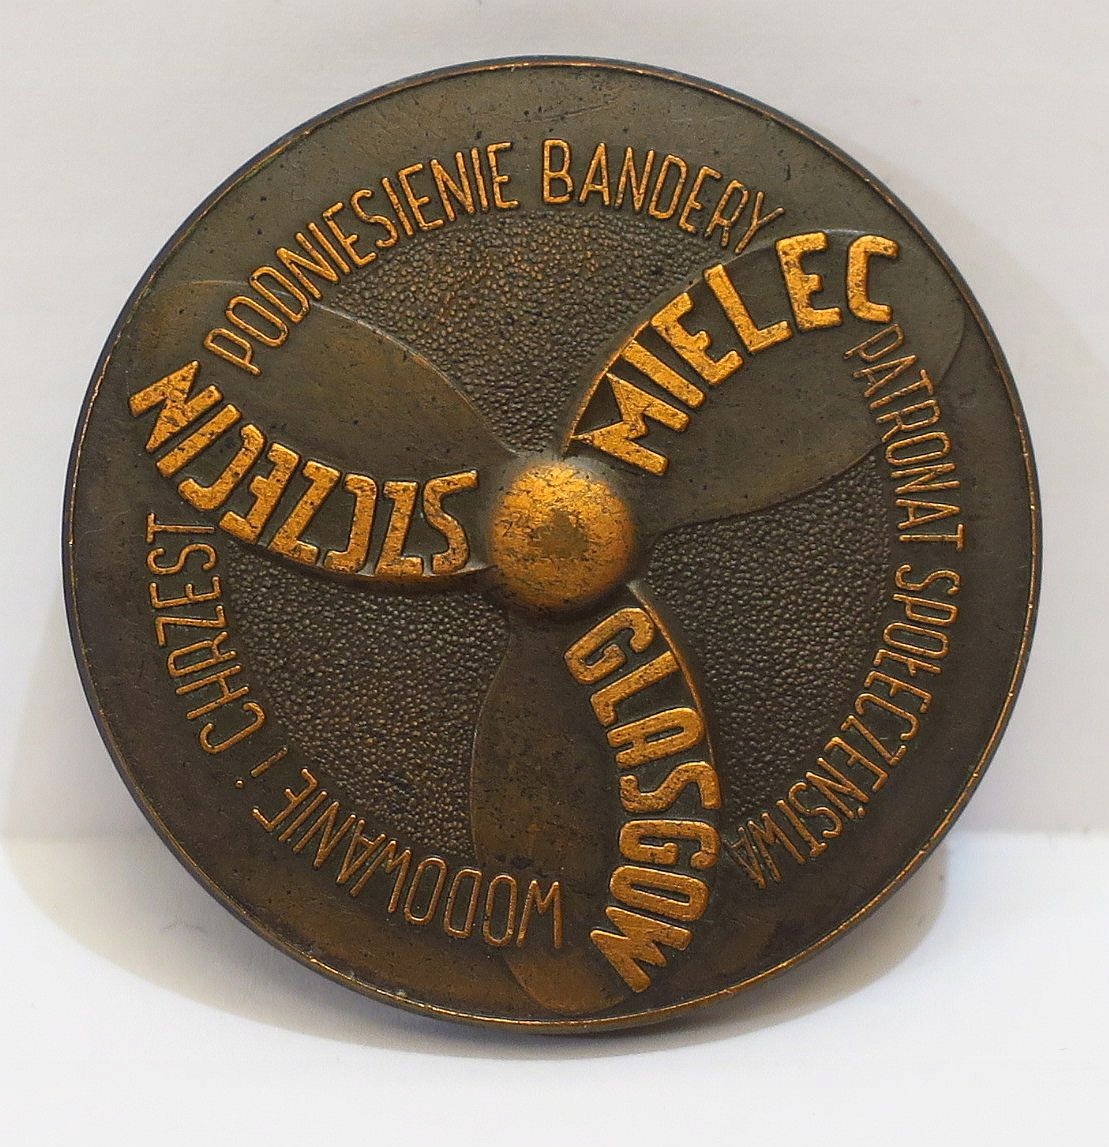 PODNIESIENIE BANDERY
PATRONAT SPOŁECZEŃSTWA
WODOWANIE i CHRZEST
SZCZECIN
MIELEC
GLASGOW